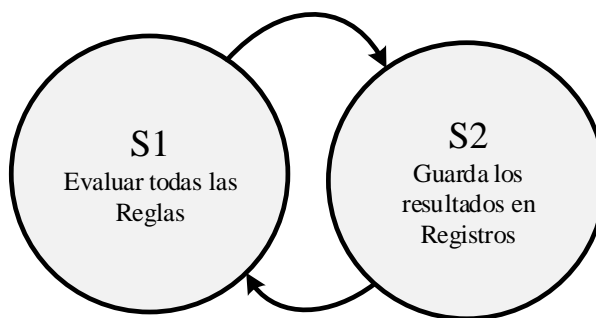 S1
Evaluar todas las
Reglas
S2
Guarda los
resultados en
Registros